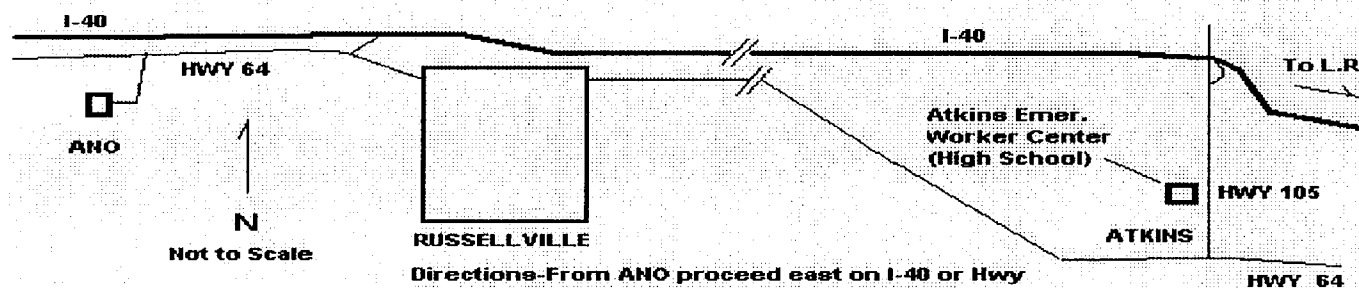 I-40
I-40
To L.R
HWY 64
Atkins Emer.
Worker Center
(High School)
ANO
HWY 105
N
Not to Scale
RUSSELLVILLE
ATKINS
Directions-From ANO proceed east on I-40 or Hwy
HWY 64